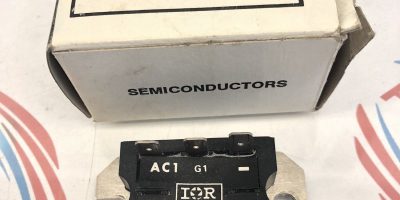 SEMICONDUCTORS
AC1 G1 -
IOR